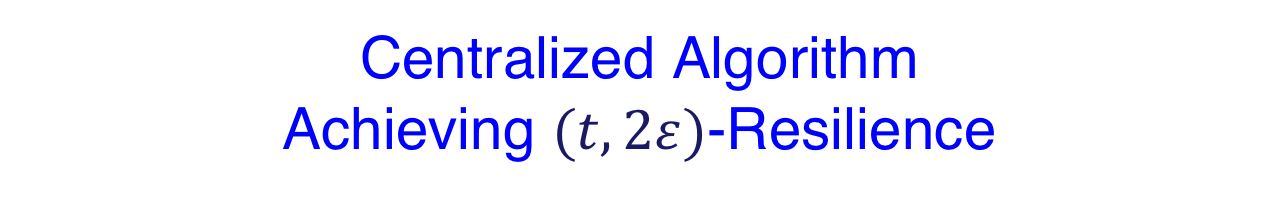 Centralized Algorithm
Achieving (𝑡, 2𝜀)-Resilience